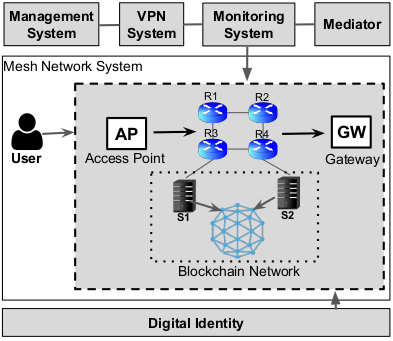 Management
System
VPN
System
Monitoring
System
Mediator
Mesh Network System
R1
R2
User
AP
Access Point
R3
R4
GW
Gateway
S1
S2
Blockchain Network
Digital Identity